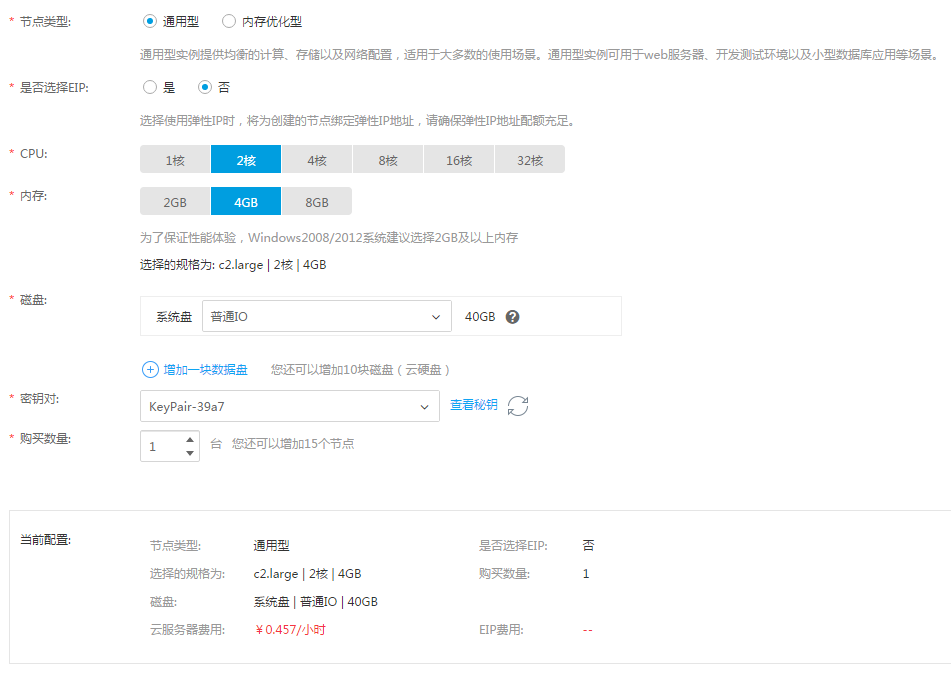 * 节点类型: 通用型 内存优化型
通用型实例提供均衡的计算、存储以及网络配置，适用于大多数的使用场景。通用型实例可用于web服务器、开发测试环境以及小型数据库应用等场景。
* 是否选择EIP: 是 否
选择使用弹性IP时，将为创建的节点绑定弹性IP地址，请确保弹性IP地址配额充足。
* CPU: 1核 2核 4核 8核 16核 32核
* 内存: 2GB 4GB 8GB
为了保证性能体验，Windows2008/2012系统建议选择2GB及以上内存
选择的规格为: c2.large | 2核 | 4GB
* 磁盘: 系统盘 普通IO 40GB ?
增加一块数据盘 您还可以增加10块磁盘（云硬盘）
* 密钥对: KeyPair-39a7 查看秘钥
* 购买数量: 1 台 您还可以增加15个节点
当前配置: 节点类型: 通用型 是否选择EIP: 否
选择的规格为: c2.large | 2核 | 4GB 购买数量: 1
磁盘: 系统盘 | 普通IO | 40GB
云服务器费用: ￥0.457/小时 EIP费用: --